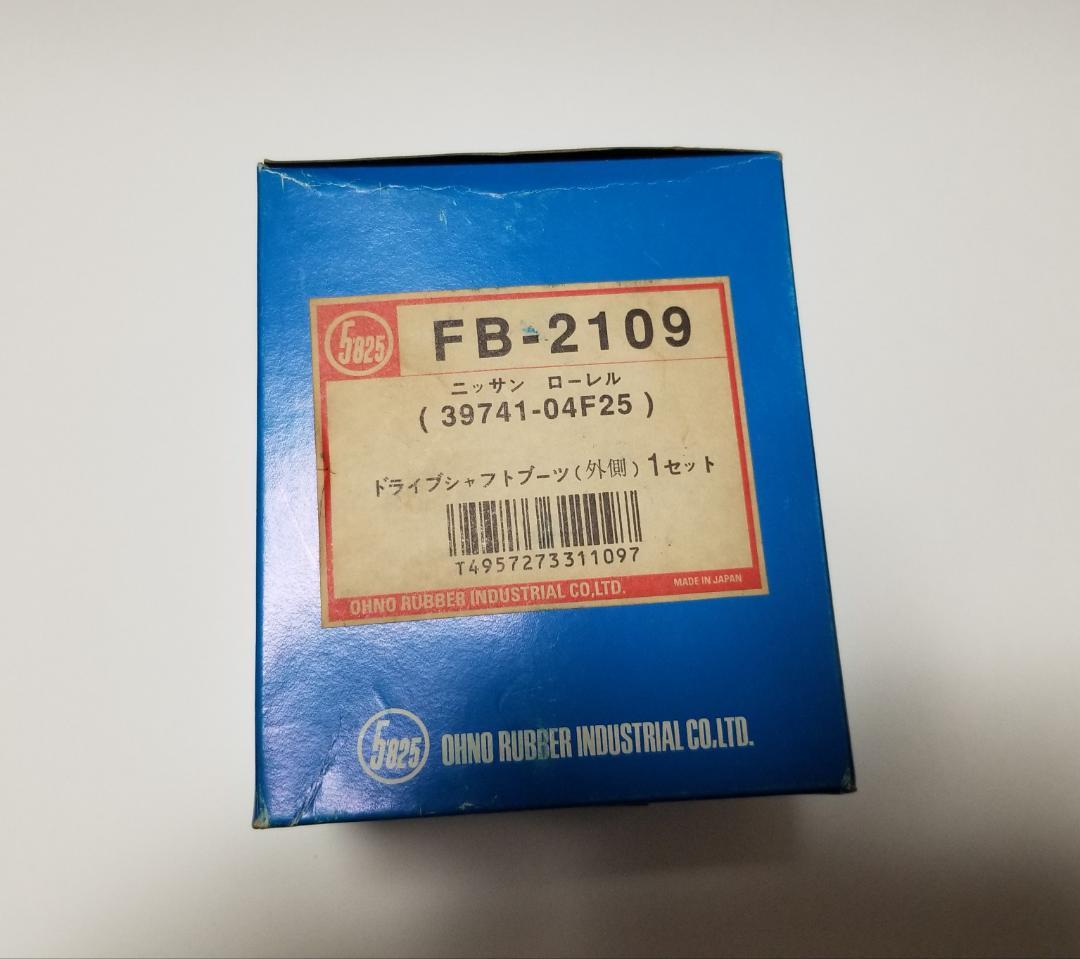 5825
FB-2109
ニッサン ローレル
( 39741-04F25 )
ドライブシャフトブーツ(外側) 1セット
T4957273311097
OHNO RUBBER INDUSTRIAL CO,LTD.
MADE IN JAPAN
5825 OHNO RUBBER INDUSTRIAL CO,LTD.